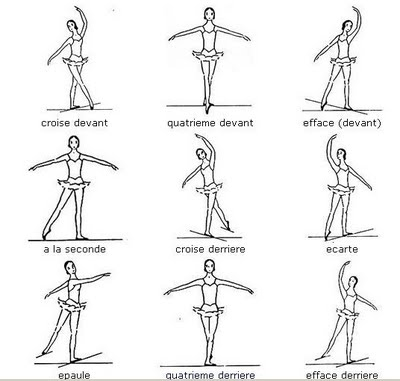 croise devant
quatrieme devant
efface (devant)
a la seconde
croise derriere
ecarte
epaule
quatrieme derriere
efface derriere